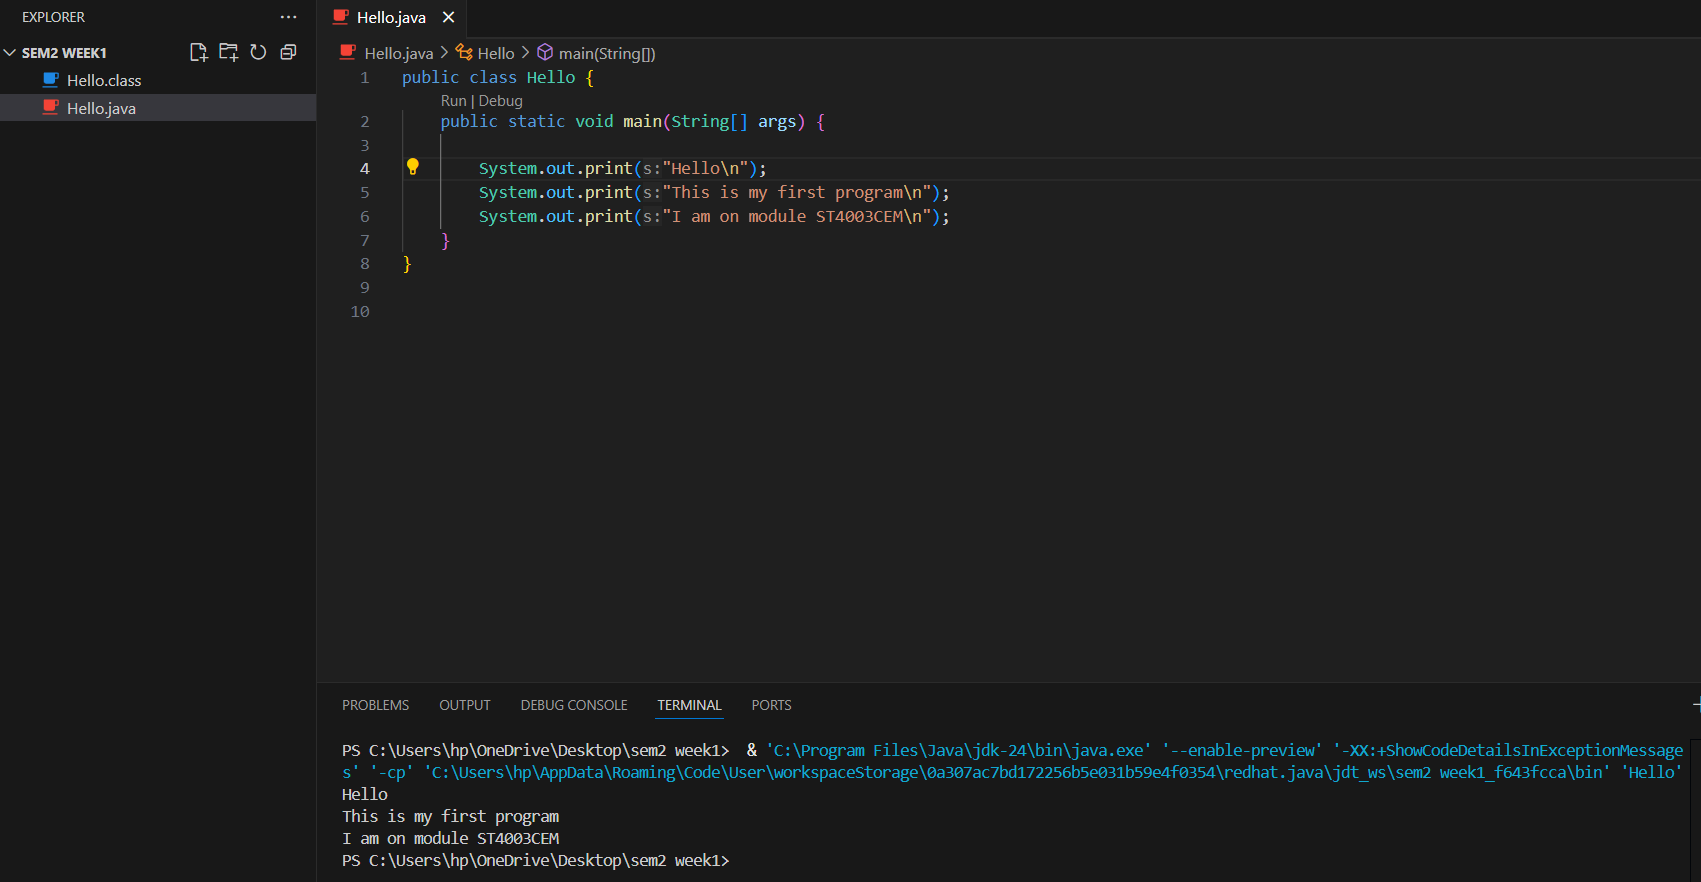 EXPLORER ···
SEM2 WEEK1
Hello.class
Hello.java
Hello.java
Hello.java > Hello > main(String[])
1 public class Hello {
Run | Debug
2 public static void main(String[] args) {
3
4 System.out.print(s:"Hello\n");
5 System.out.print(s:"This is my first program\n");
6 System.out.print(s:"I am on module ST4003CEM\n");
7 }
8 }
9
10
PROBLEMS OUTPUT DEBUG CONSOLE TERMINAL PORTS
PS C:\Users\hp\OneDrive\Desktop\sem2 week1>  & 'C:\Program Files\Java\jdk-24\bin\java.exe' '--enable-preview' '-XX:+ShowCodeDetailsInExceptionMessage
s' '-cp' 'C:\Users\hp\AppData\Roaming\Code\User\workspaceStorage\0a307ac7bd172256b5e031b59e4f0354\redhat.java\jdt_ws\sem2 week1_f643fcca\bin' 'Hello'
Hello
This is my first program
I am on module ST4003CEM
PS C:\Users\hp\OneDrive\Desktop\sem2 week1>